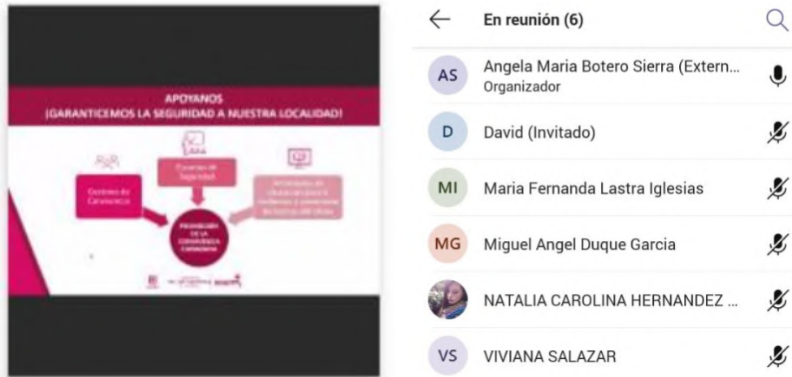 APOYANOS
¡GARANTICEMOS LA SEGURIDAD A NUESTRA LOCALIDAD!
Escuelas de
Seguridad
Gestores de
Convivencia
PROMOCIÓN
DE LA
CONVIVENCIA
CIUDADANA
En reunión (6)
AS
Angela Maria Botero Sierra (Extern...
Organizador
D
David (Invitado)
MI
Maria Fernanda Lastra Iglesias
MG
Miguel Angel Duque Garcia
NATALIA CAROLINA HERNANDEZ ...
VS
VIVIANA SALAZAR